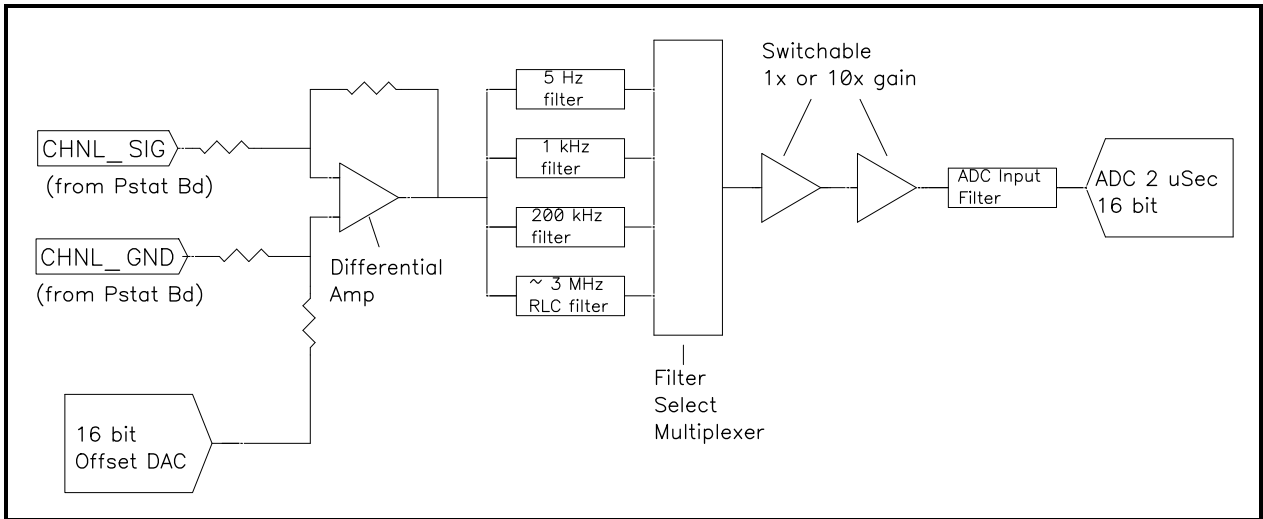 Switchable
1x or 10x gain
5 Hz
filter
CHNL_ SIG
(from Pstat Bd)
1 kHz
filter
ADC Input
Filter
ADC 2 uSec
16 bit
200 kHz
filter
CHNL_ GND
(from Pstat Bd)
Differential
Amp
~ 3 MHz
RLC filter
Filter
Select
Multiplexer
16 bit
Offset DAC